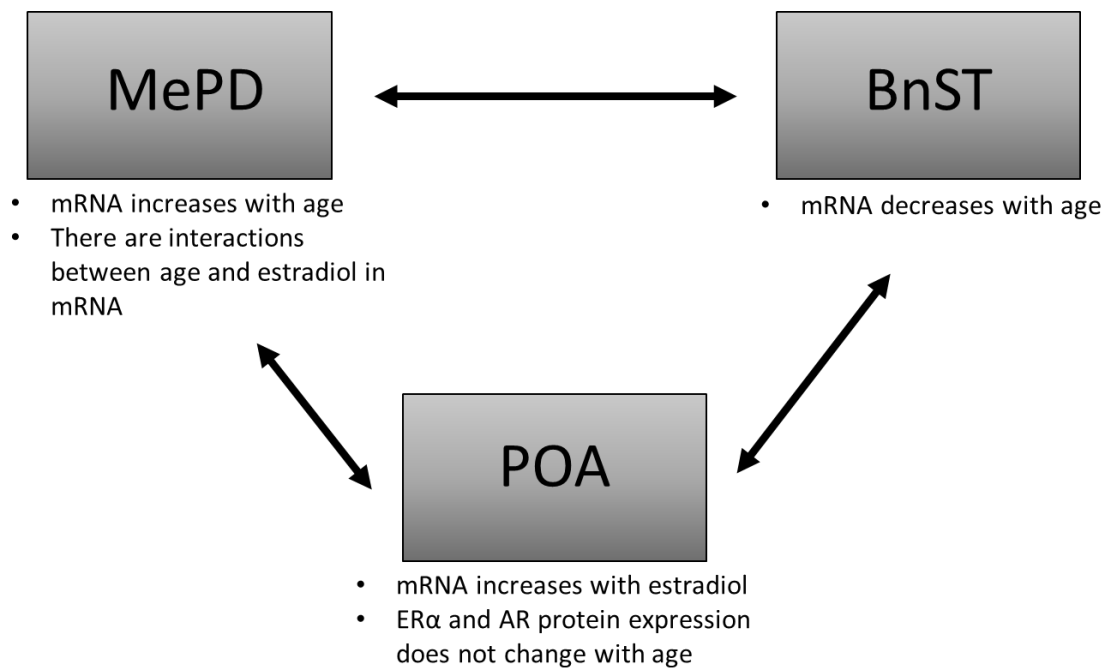 MePD
• mRNA increases with age
• There are interactions
between age and estradiol in
mRNA
BnST
• mRNA decreases with age
POA
• mRNA increases with estradiol
• ERα and AR protein expression
does not change with age